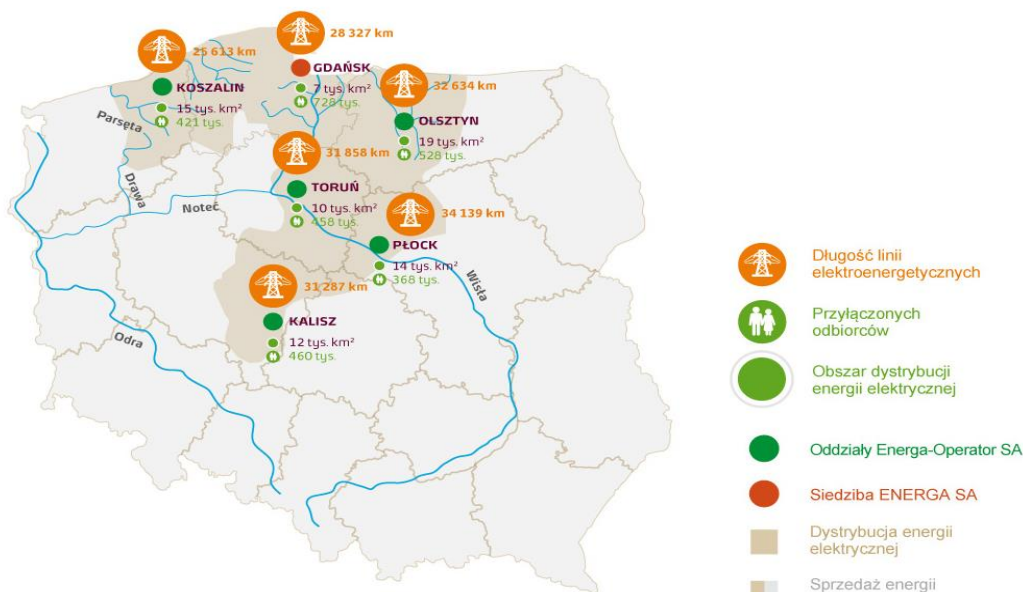 28 327 km
GDAŃSK
7 tys. km²
728 tys.
25 613 km
KOSZALIN
15 tys. km²
421 tys.
32 634 km
OLSZTYN
19 tys. km²
528 tys.
Parsęta
Drawa
Noteć
31 858 km
TORUŃ
10 tys. km²
458 tys.
34 139 km
PŁOCK
14 tys. km²
368 tys.
Wisła
31 287 km
KALISZ
12 tys. km²
460 tys.
Odra
Długość linii
elektroenergetycznych
Przyłączonych
odbiorców
Obszar dystrybucji
energii elektrycznej
Oddziały Energa-Operator SA
Siedziba ENERGA SA
Dystrybucja energii
elektrycznej
Sprzedaż energii